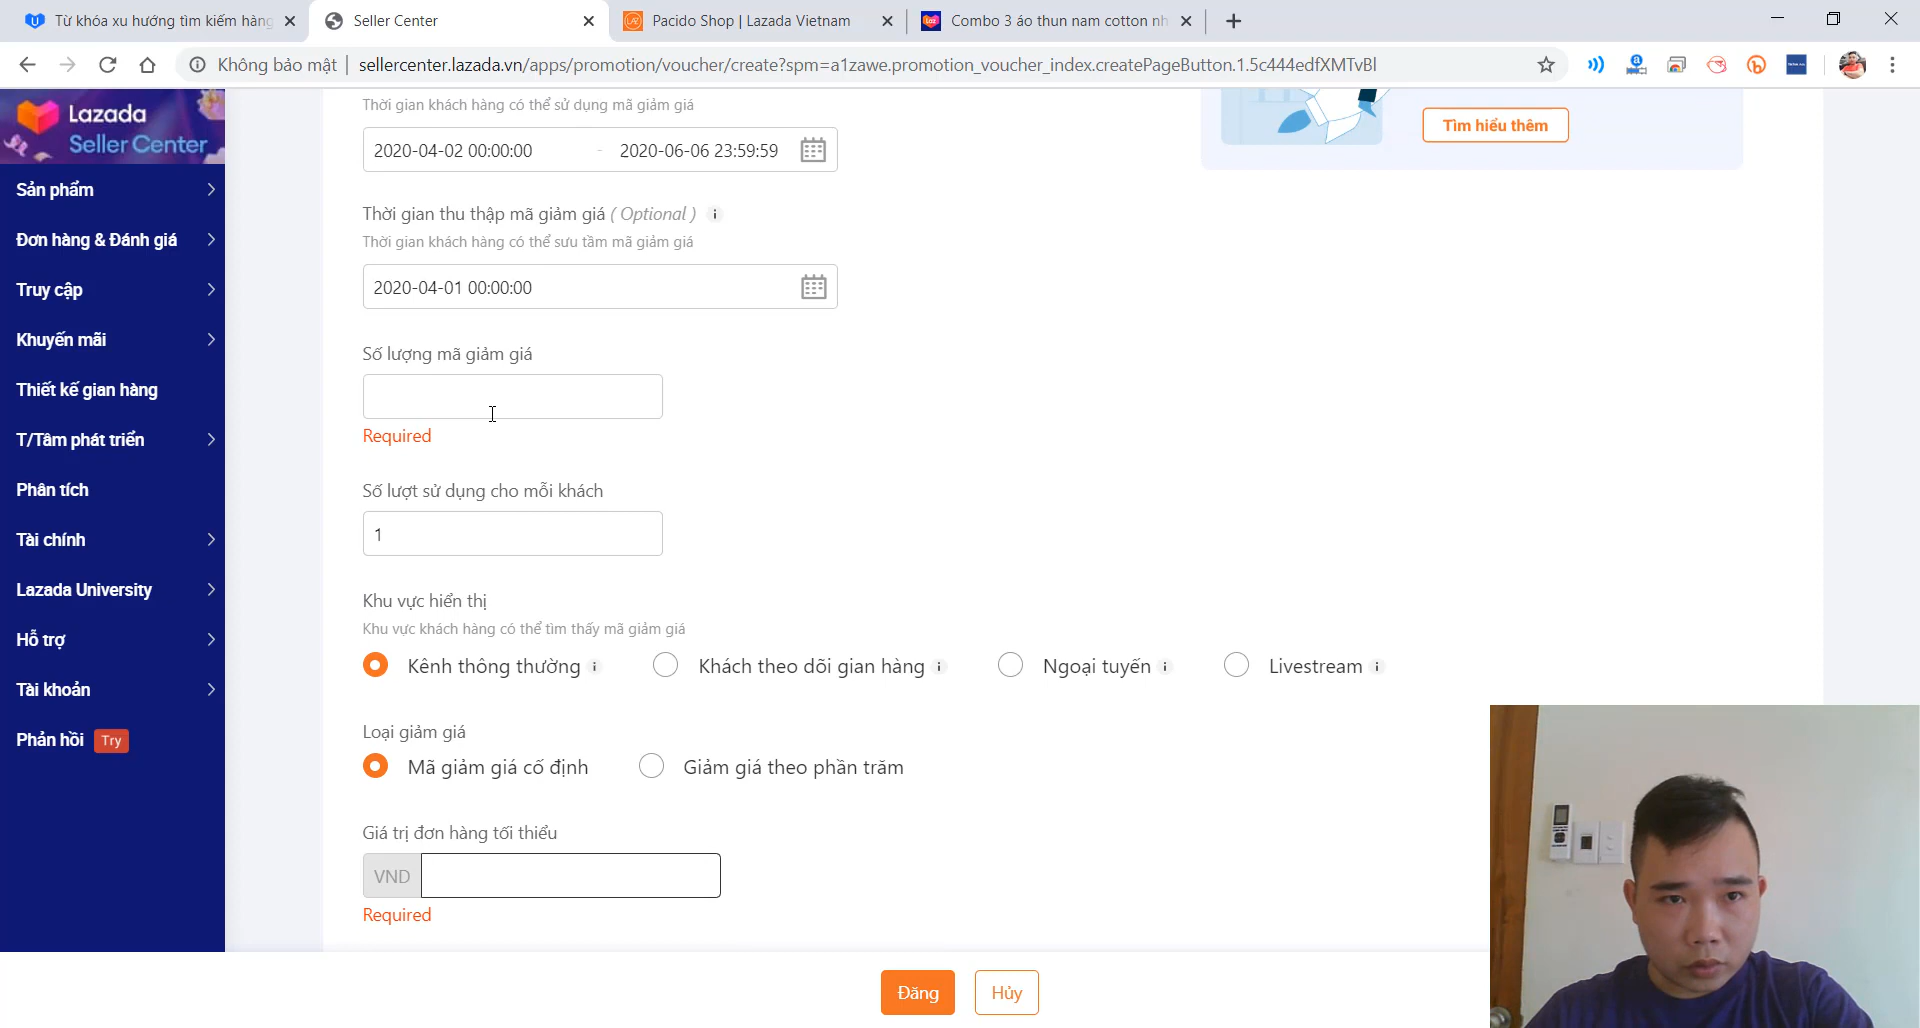 Từ khóa xu hướng tìm kiếm hàng
Seller Center
Pacido Shop | Lazada Vietnam
Combo 3 áo thun nam cotton nh
Không bảo mật
sellercenter.lazada.vn/apps/promotion/voucher/create?spm=a1zawe.promotion_voucher_index.createPageButton.1.5c444edfXMTvBl
Lazada
Seller Center
Sản phẩm
Đơn hàng & Đánh giá
Truy cập
Khuyến mãi
Thiết kế gian hàng
T/Tâm phát triển
Phân tích
Tài chính
Lazada University
Hỗ trợ
Tài khoản
Phản hồi Try
Thời gian khách hàng có thể sử dụng mã giảm giá
2020-04-02 00:00:00 - 2020-06-06 23:59:59
Tìm hiểu thêm
Thời gian thu thập mã giảm giá ( Optional )
Thời gian khách hàng có thể sưu tầm mã giảm giá
2020-04-01 00:00:00
Số lượng mã giảm giá
Required
Số lượt sử dụng cho mỗi khách
1
Khu vực hiển thị
Khu vực khách hàng có thể tìm thấy mã giảm giá
Kênh thông thường Khách theo dõi gian hàng Ngoại tuyến Livestream
Loại giảm giá
Mã giảm giá cố định Giảm giá theo phần trăm
Giá trị đơn hàng tối thiểu
VND
Required
Đăng Hủy